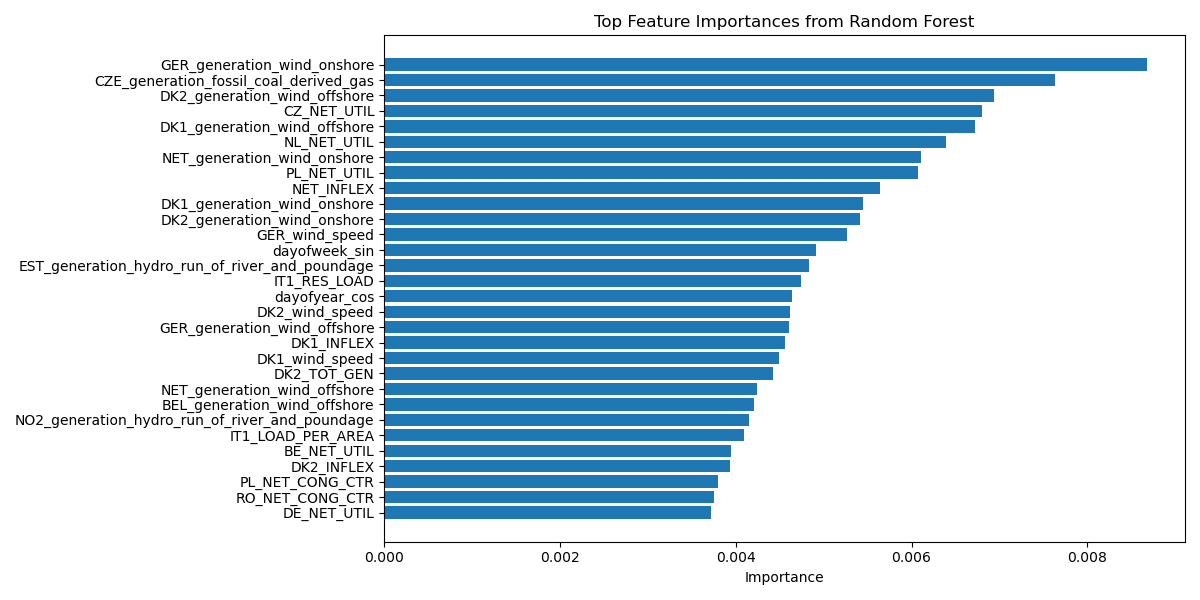 Top Feature Importances from Random Forest
GER_generation_wind_onshore
CZE_generation_fossil_coal_derived_gas
DK2_generation_wind_offshore
CZ_NET_UTIL
DK1_generation_wind_offshore
NL_NET_UTIL
NET_generation_wind_onshore
PL_NET_UTIL
NET_INFLEX
DK1_generation_wind_onshore
DK2_generation_wind_onshore
GER_wind_speed
dayofweek_sin
EST_generation_hydro_run_of_river_and_poundage
IT1_RES_LOAD
dayofyear_cos
DK2_wind_speed
GER_generation_wind_offshore
DK1_INFLEX
DK1_wind_speed
DK2_TOT_GEN
NET_generation_wind_offshore
BEL_generation_wind_offshore
NO2_generation_hydro_run_of_river_and_poundage
IT1_LOAD_PER_AREA
BE_NET_UTIL
DK2_INFLEX
PL_NET_CONG_CTR
RO_NET_CONG_CTR
DE_NET_UTIL
0.000 0.002 0.004 0.006 0.008
Importance